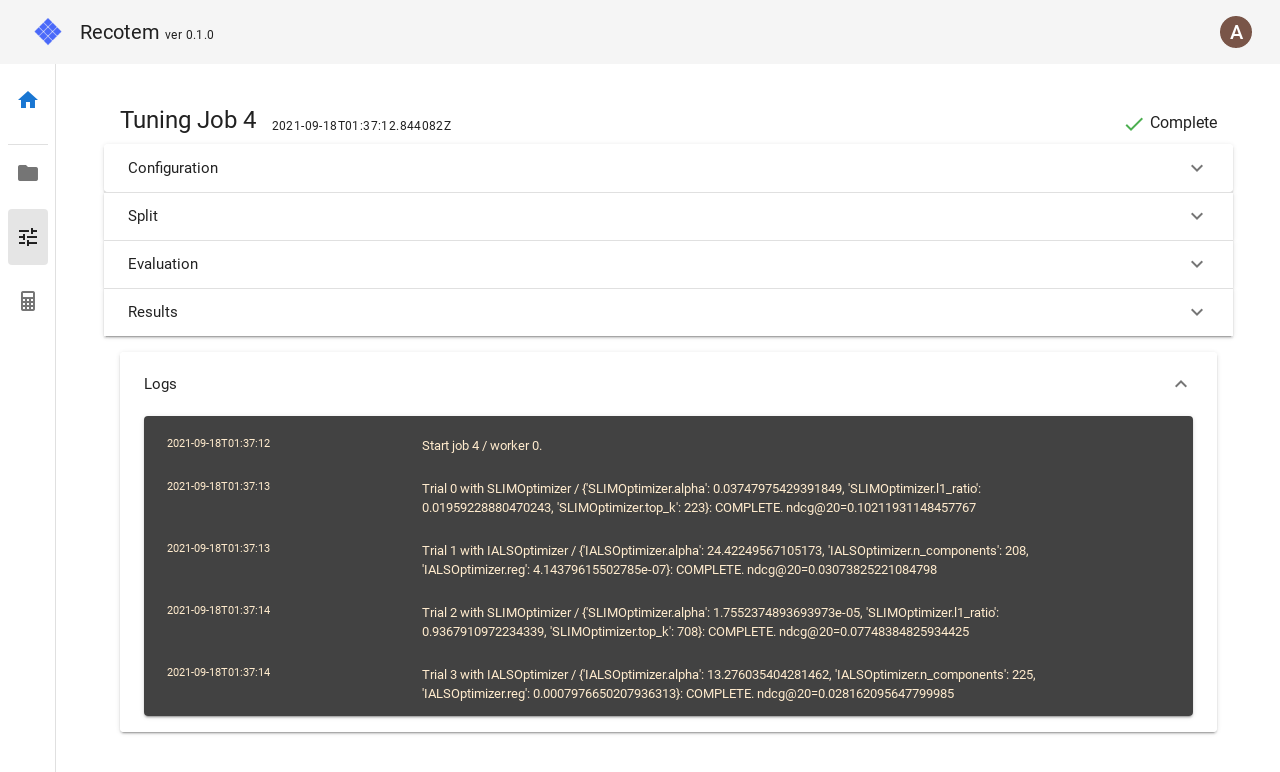 Recotem ver 0.1.0
A
Tuning Job 4 2021-09-18T01:37:12.844082Z
Complete
Configuration
Split
Evaluation
Results
Logs
2021-09-18T01:37:12 Start job 4 / worker 0.
2021-09-18T01:37:13 Trial 0 with SLIMOptimizer / {'SLIMOptimizer.alpha': 0.03747975429391849, 'SLIMOptimizer.l1_ratio':
0.01959228880470243, 'SLIMOptimizer.top_k': 223}: COMPLETE. ndcg@20=0.10211931148457767
2021-09-18T01:37:13 Trial 1 with IALSOptimizer / {'IALSOptimizer.alpha': 24.42249567105173, 'IALSOptimizer.n_components': 208,
'IALSOptimizer.reg': 4.14379615502785e-07}: COMPLETE. ndcg@20=0.03073825221084798
2021-09-18T01:37:14 Trial 2 with SLIMOptimizer / {'SLIMOptimizer.alpha': 1.7552374893693973e-05, 'SLIMOptimizer.l1_ratio':
0.9367910972234339, 'SLIMOptimizer.top_k': 708}: COMPLETE. ndcg@20=0.07748384825934425
2021-09-18T01:37:14 Trial 3 with IALSOptimizer / {'IALSOptimizer.alpha': 13.276035404281462, 'IALSOptimizer.n_components': 225,
'IALSOptimizer.reg': 0.0007976650207936313}: COMPLETE. ndcg@20=0.028162095647799985